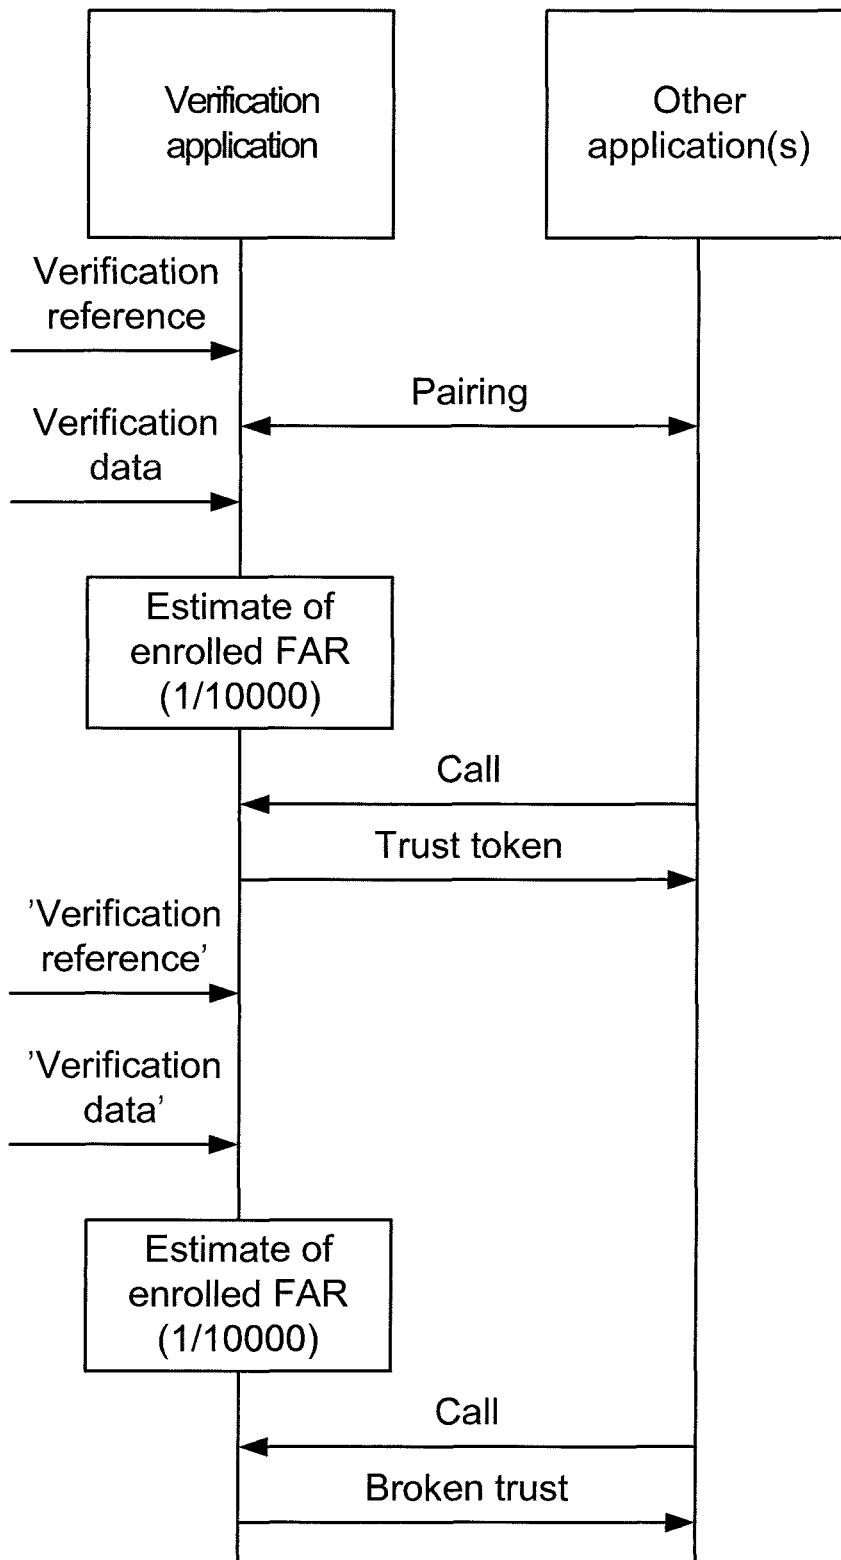 Verification
application
Other
application(s)
Verification
reference
Pairing
Verification
data
Estimate of
enrolled FAR
(1/10000)
Call
Trust token
’Verification
reference’
’Verification
data’
Estimate of
enrolled FAR
(1/10000)
Call
Broken trust